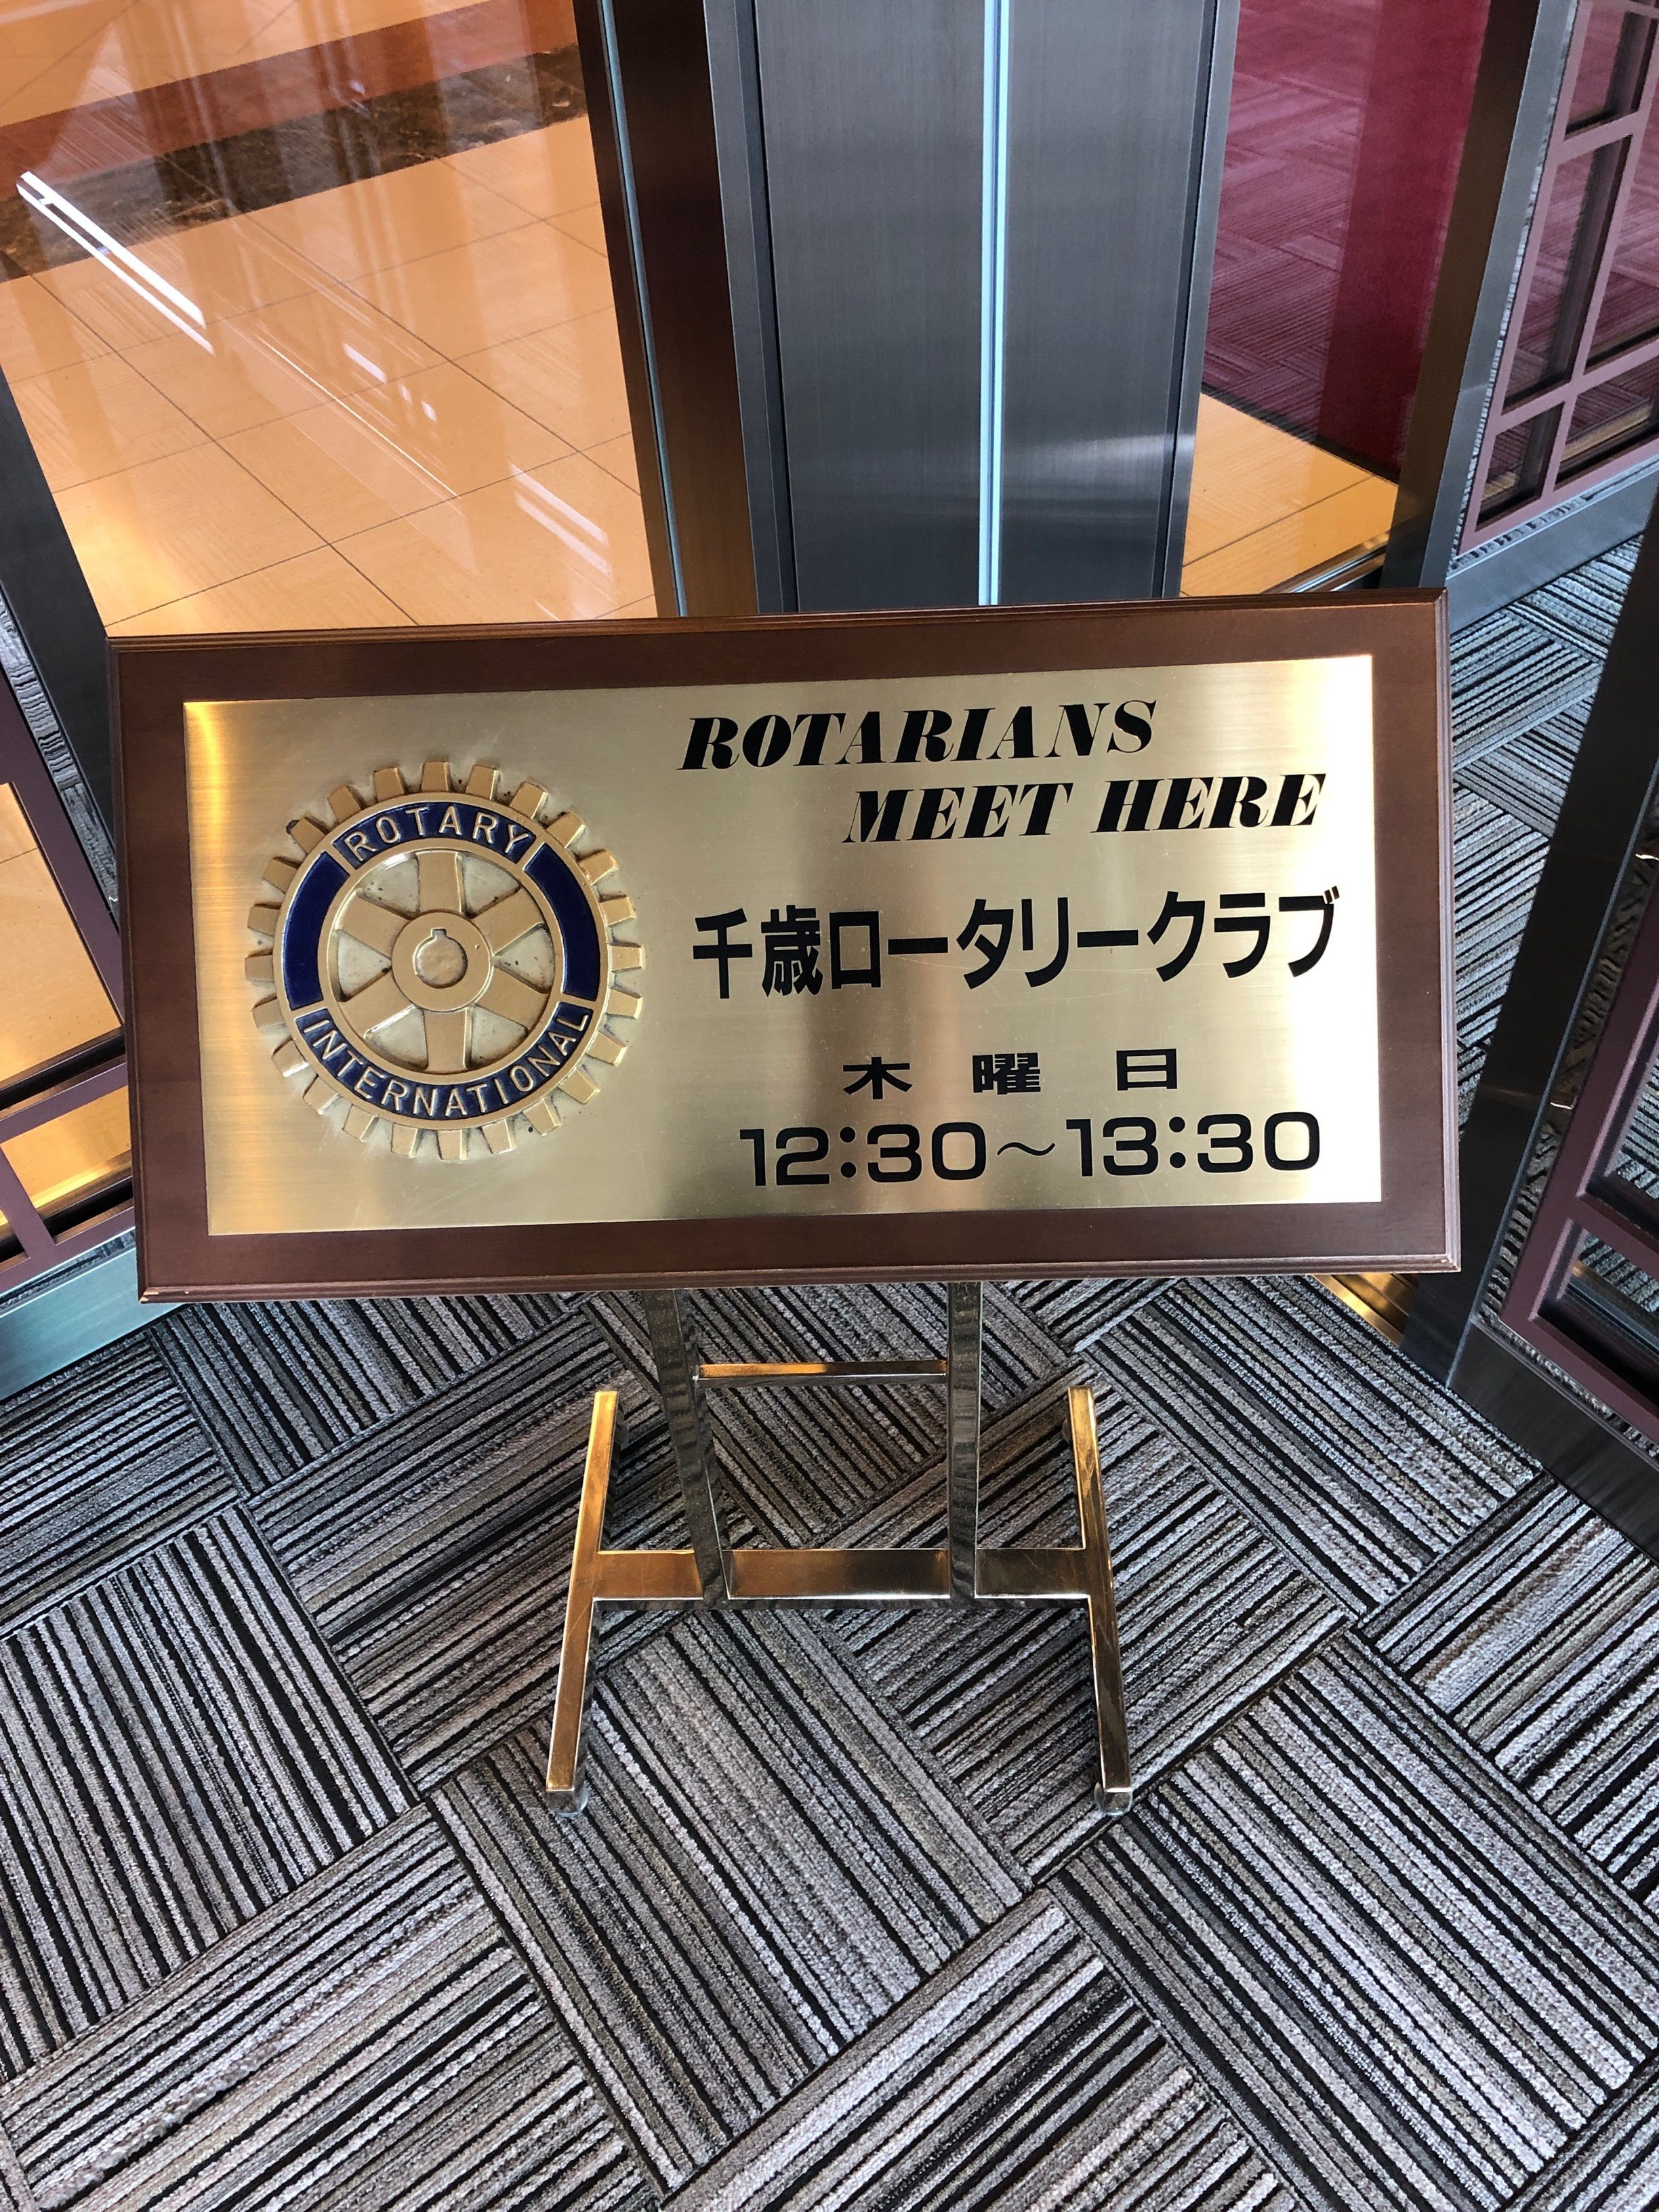 ROTARIANS
MEET HERE
ROTARY
INTERNATIONAL
千歳ロータリークラブ
木曜日
12:30～13:30